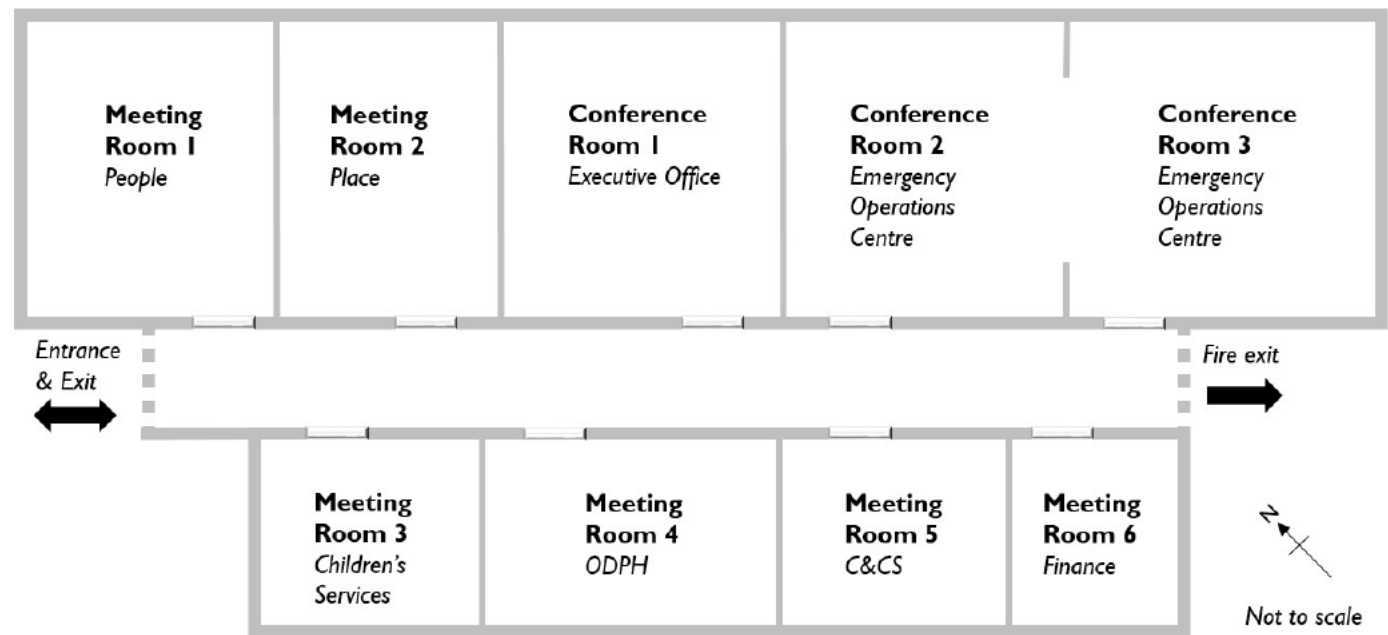 Meeting
Room 1
People
Meeting
Room 2
Place
Conference
Room 1
Executive Office
Conference
Room 2
Emergency
Operations
Centre
Conference
Room 3
Emergency
Operations
Centre
Entrance
& Exit
Fire exit
Meeting
Room 3
Children's
Services
Meeting
Room 4
ODPH
Meeting
Room 5
C&CS
Meeting
Room 6
Finance
N
Not to scale